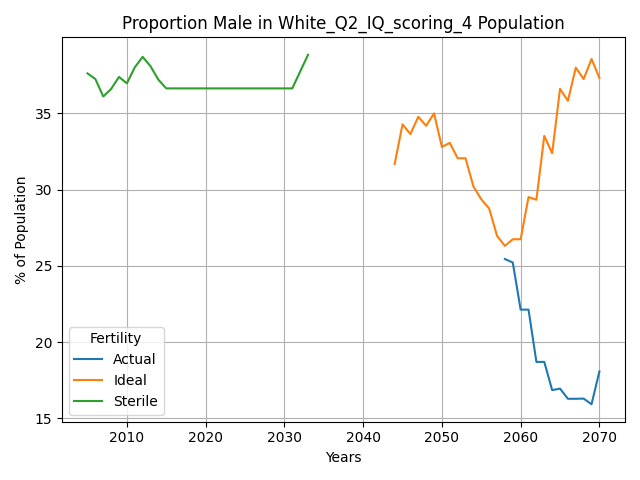 Proportion Male in White_Q2_IQ_scoring_4 Population
% of Population
35
30
25
20
15
Fertility
Actual
Ideal
Sterile
2010 2020 2030 2040 2050 2060 2070
Years